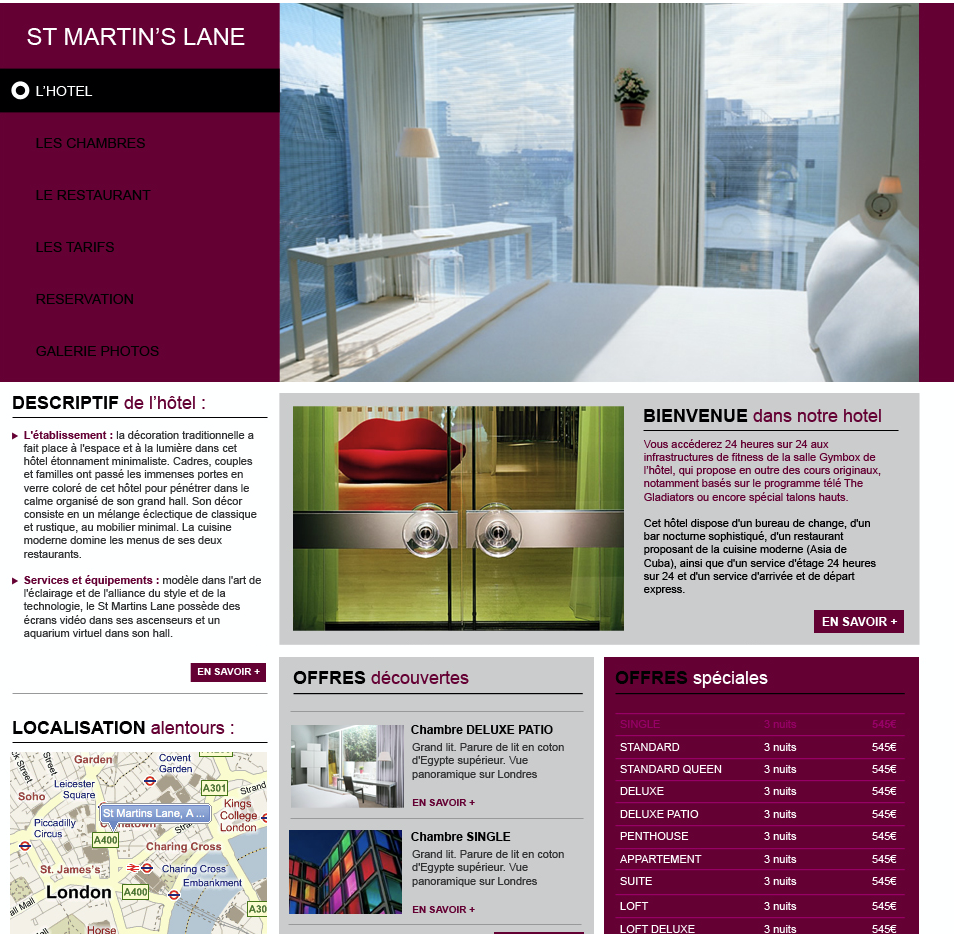 ST MARTIN'S LANE
L'HOTEL
LES CHAMBRES
LE RESTAURANT
LES TARIFS
RESERVATION
GALERIE PHOTOS
DESCRIPTIF de l'hôtel :
L'établissement : la décoration traditionnelle a
fait place à l'espace et à la lumière dans cet
hôtel étonnament minimaliste. Cadres, couples
et familles ont passé les immenses portes en
verre coloré de cet hôtel pour pénétrer dans le
calme organisé de son grand hall. Son décor
consiste en un mélange éclectique de classique
et rustique, au mobilier minimal. La cuisine
moderne domine les menus de ses deux
restaurants.
Services et équipements : modèle dans l'art de
l'éclairage et de l'alliance du style et de la
technologie, le St Martins Lane possède des
écrans vidéo dans ses ascenseurs et un
aquarium virtuel dans son hall.
EN SAVOIR +
LOCALISATION alentours :
Garden
Covent
Garden
Street
Street
A401
Strand
Leicester
Square
Soho
St Martins Lane, A ...
Kings
College
London
Piccadilly
Circus
A400
Charing Cross
St. James's
Charing Cross
Embankment
London
A400
all Mall
A30
Horse
BIENVENUE dans notre hotel
Vous accéderez 24 heures sur 24 aux
infrastructures de fitness de la salle Gymbox de
l'hôtel, qui propose en outre des cours originaux,
notamment basés sur le programme télé The
Gladiators ou encore spécial talons hauts.
Cet hôtel dispose d'un bureau de change, d'un
bar nocturne sophistiqué, d'un restaurant
proposant de la cuisine moderne (Asia de
Cuba), ainsi que d'un service d'étage 24 heures
sur 24 et d'un service d'arrivée et de départ
express.
EN SAVOIR +
OFFRES découvertes
Chambre DELUXE PATIO
Grand lit. Parure de lit en coton
d'Egypte supérieur. Vue
panoramique sur Londres
EN SAVOIR +
Chambre SINGLE
Grand lit. Parure de lit en coton
d'Egypte supérieur. Vue
panoramique sur Londres
EN SAVOIR +
OFFRES spéciales
SINGLE 3 nuits 545€
STANDARD 3 nuits 545€
STANDARD QUEEN 3 nuits 545€
DELUXE 3 nuits 545€
DELUXE PATIO 3 nuits 545€
PENTHOUSE 3 nuits 545€
APPARTEMENT 3 nuits 545€
SUITE 3 nuits 545€
LOFT 3 nuits 545€
LOFT DELUXE 3 nuits 545€